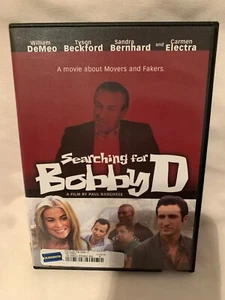 William DeMeo
Tyson Beckford
Sandra Bernhard
and
Carmen Electra
A movie about Movers and Fakers.
Searching for
Bobby D
A FILM BY PAUL BORGHESE